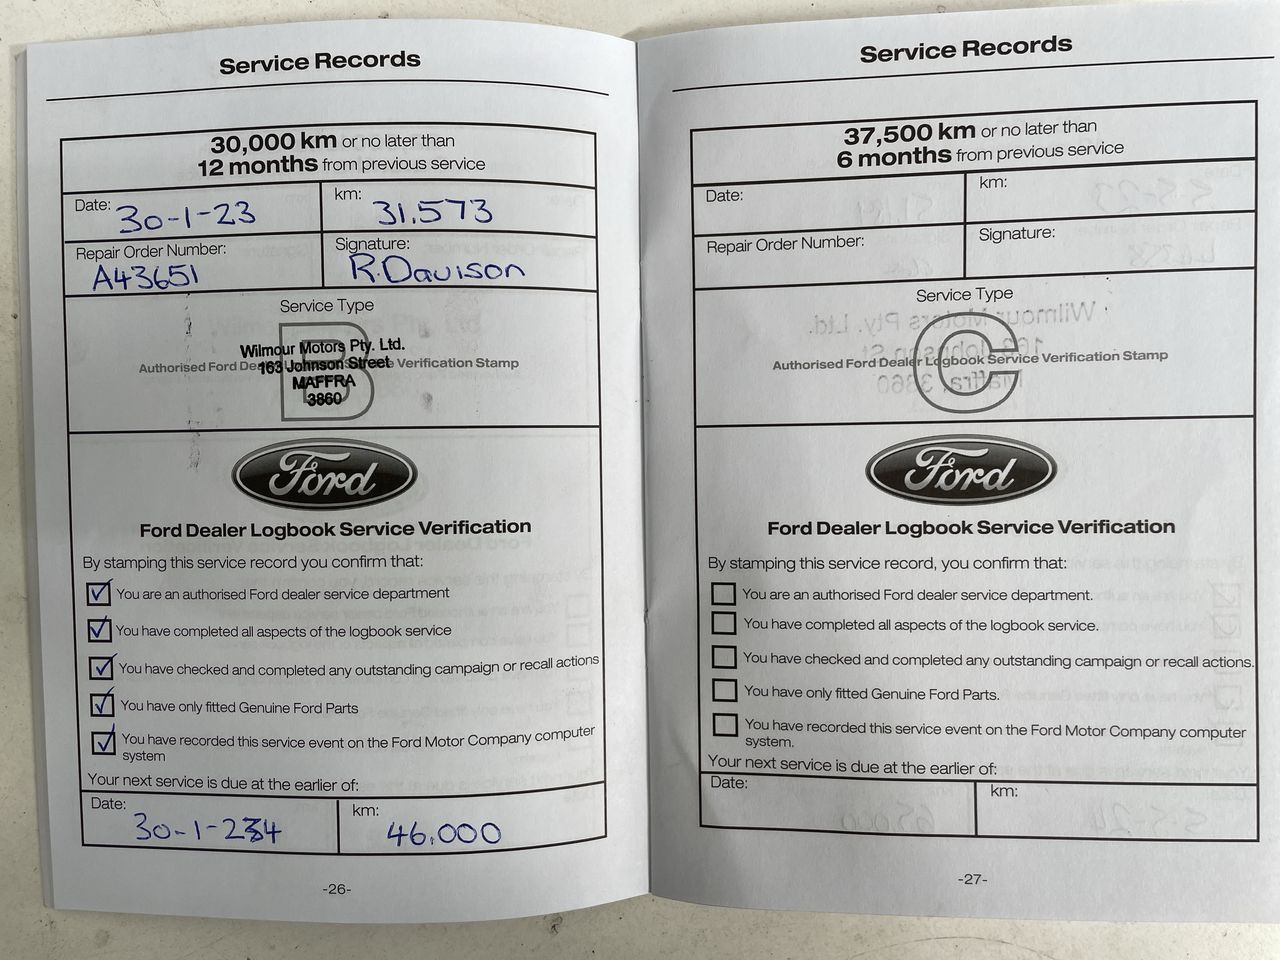 Service Records
30,000 km or no later than
12 months from previous service
Date: 30-1-23
km: 31.573
Repair Order Number: A43651
Signature: R.Davison
Service Type
B
Authorised Ford Dealer Logbook Service Verification Stamp
Wilmour Motors Pty. Ltd.
163 Johnson Street
MAFFRA
3860
Ford
Ford Dealer Logbook Service Verification
By stamping this service record you confirm that:
You are an authorised Ford dealer service department
You have completed all aspects of the logbook service
You have checked and completed any outstanding campaign or recall actions
You have only fitted Genuine Ford Parts
You have recorded this service event on the Ford Motor Company computer
system
Your next service is due at the earlier of:
Date: 30-1-24
km: 46.000
-26-
Service Records
37,500 km or no later than
6 months from previous service
Date:
km:
Repair Order Number:
Signature:
Service Type
C
Authorised Ford Dealer Logbook Service Verification Stamp
Ford
Ford Dealer Logbook Service Verification
By stamping this service record, you confirm that:
You are an authorised Ford dealer service department.
You have completed all aspects of the logbook service.
You have checked and completed any outstanding campaign or recall actions.
You have only fitted Genuine Ford Parts.
You have recorded this service event on the Ford Motor Company computer
system.
Your next service is due at the earlier of:
Date:
km:
-27-